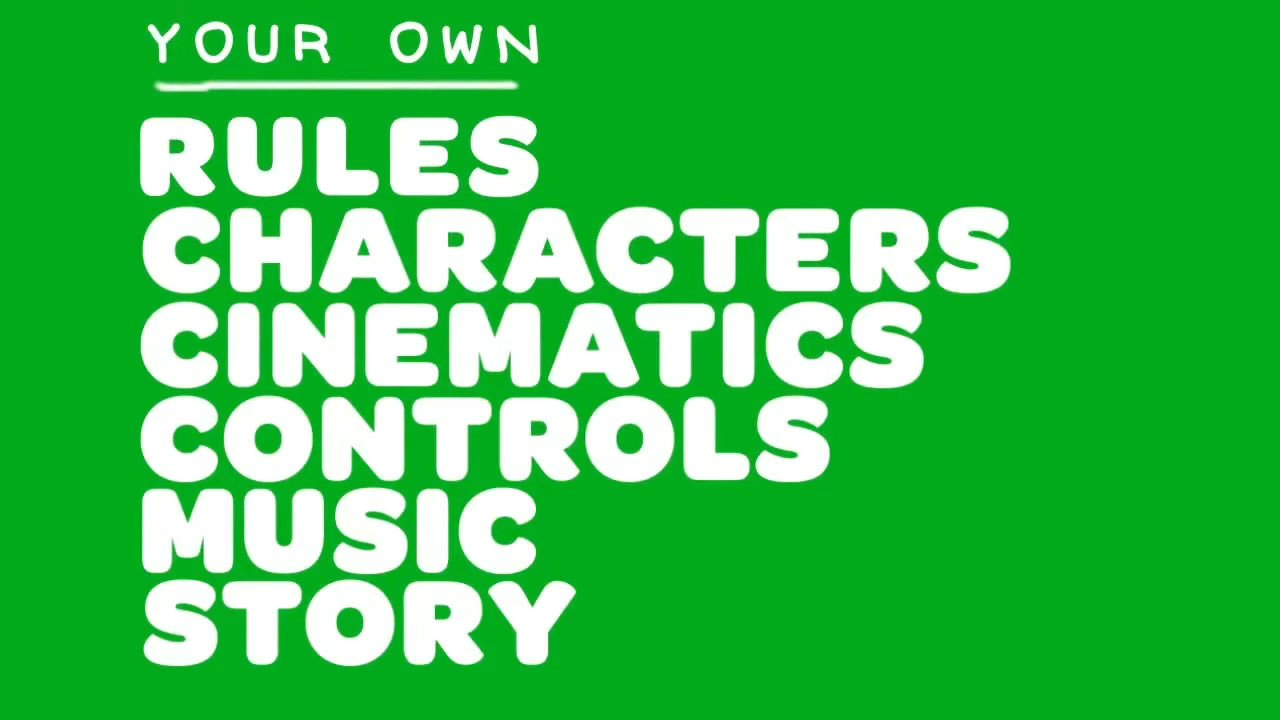 YOUR OWN
RULES
CHARACTERS
CINEMATICS
CONTROLS
MUSIC
STORY